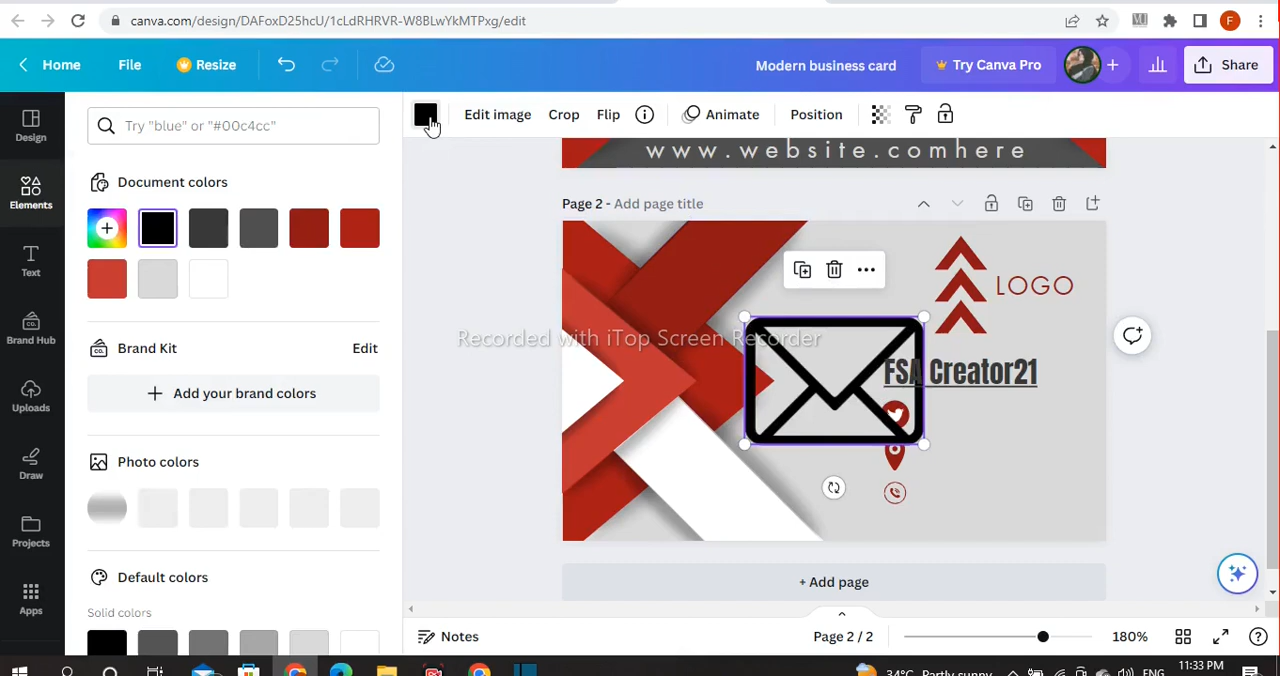 canva.com/design/DAFoxD25hcU/1cLdRHRVR-W8BLwYkMTPxg/edit
F
Home
File
Resize
Modern business card
Try Canva Pro
Share
Design
Elements
Text
Brand Hub
Uploads
Draw
Projects
Apps
Try "blue" or "#00c4cc"
Document colors
Brand Kit
Edit
Add your brand colors
Photo colors
Default colors
Solid colors
Edit image
Crop
Flip
Animate
Position
www.website.comhere
Page 2 - Add page title
LOGO
Recorded with iTop Screen Recorder
FSA Creator21
+ Add page
Notes
Page 2 / 2
180%
34°C Partly sunny
ENG
11:33 PM